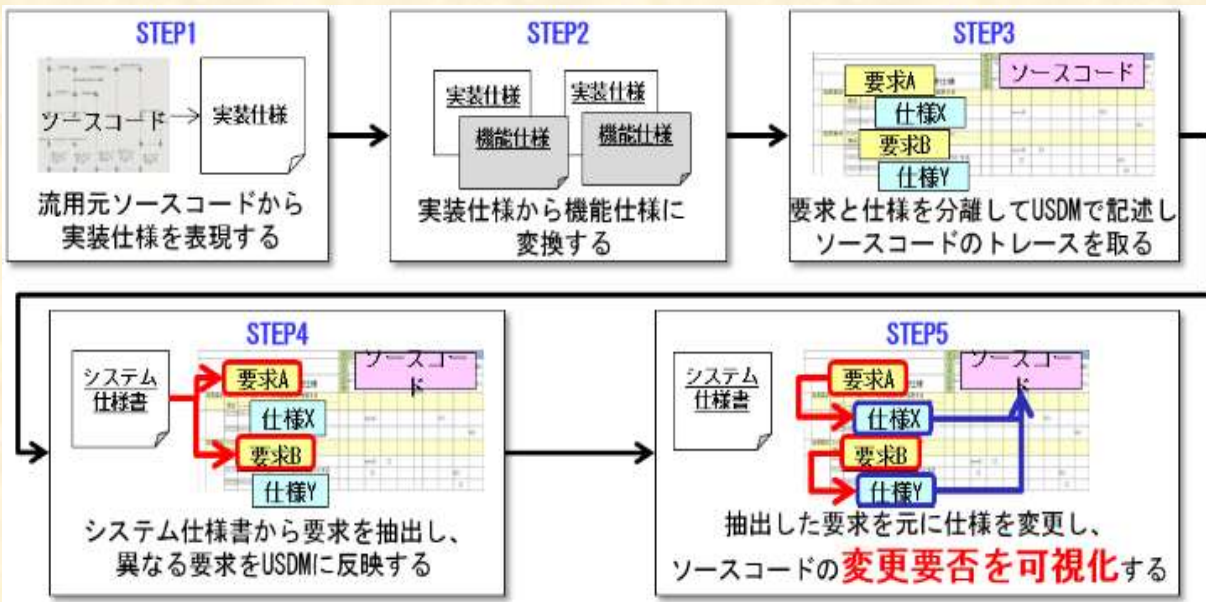 STEP1
ソースコード
実装仕様
流用元ソースコードから
実装仕様を表現する
STEP2
実装仕様
機能仕様
実装仕様
機能仕様
実装仕様から機能仕様に
変換する
STEP3
ソースコード
要求A
仕様X
要求B
仕様Y
要求と仕様を分離してUSDMで記述し
ソースコードのトレースを取る
STEP4
システム
仕様書
ソースコー
ド
要求A
仕様X
要求B
仕様Y
システム仕様書から要求を抽出し、
異なる要求をUSDMに反映する
STEP5
システム
仕様書
ソースコー
ド
要求A
仕様X
要求B
仕様Y
抽出した要求を元に仕様を変更し、
ソースコードの変更要否を可視化する